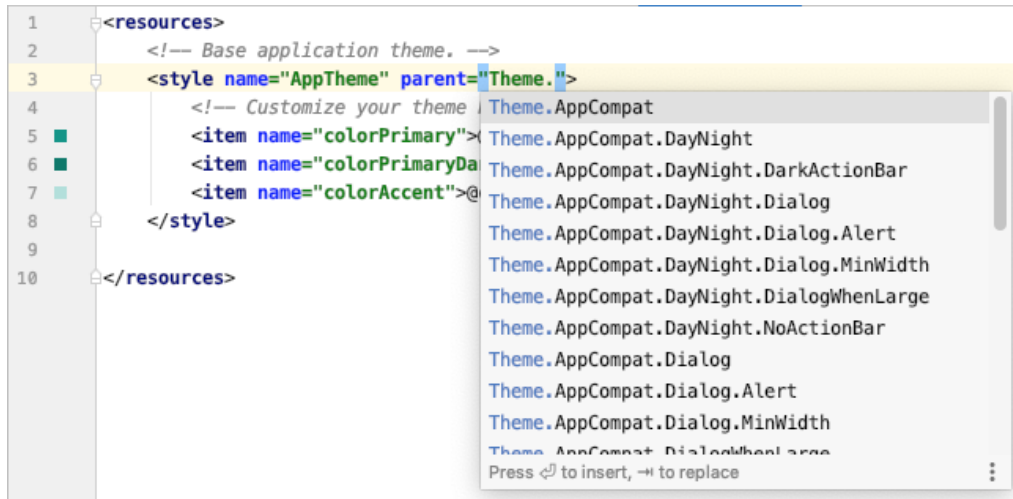 1 <resources>
2 <!-- Base application theme. -->
3 <style name="AppTheme" parent="Theme.">
4 <!-- Customize your theme
5 <item name="colorPrimary">
6 <item name="colorPrimaryDa
7 <item name="colorAccent">@
8 </style>
9
10 </resources>
Theme.AppCompat
Theme.AppCompat.DayNight
Theme.AppCompat.DayNight.DarkActionBar
Theme.AppCompat.DayNight.Dialog
Theme.AppCompat.DayNight.Dialog.Alert
Theme.AppCompat.DayNight.Dialog.MinWidth
Theme.AppCompat.DayNight.DialogWhenLarge
Theme.AppCompat.DayNight.NoActionBar
Theme.AppCompat.Dialog
Theme.AppCompat.Dialog.Alert
Theme.AppCompat.Dialog.MinWidth
Theme.AppCompat.DialogWhenLarge
Press ⏎ to insert, ⇥ to replace